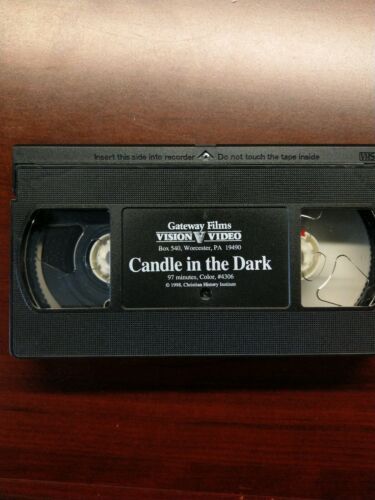 Insert this side into recorder Do not touch the tape inside
VHS
Gateway Films
VISION VIDEO
Box 540, Worcester, PA 19490
Candle in the Dark
97 minutes, Color, #4306
© 1998, Christian History Institute